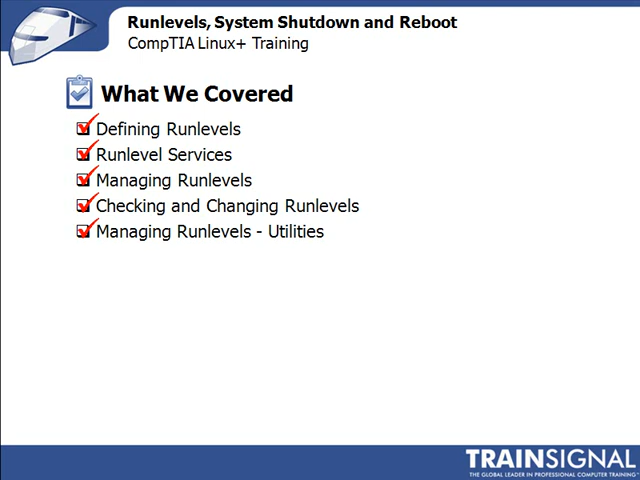 Runlevels, System Shutdown and Reboot
CompTIA Linux+ Training
What We Covered
Defining Runlevels
Runlevel Services
Managing Runlevels
Checking and Changing Runlevels
Managing Runlevels - Utilities
TRAINSIGNAL
THE GLOBAL LEADER IN PROFESSIONAL COMPUTER TRAINING